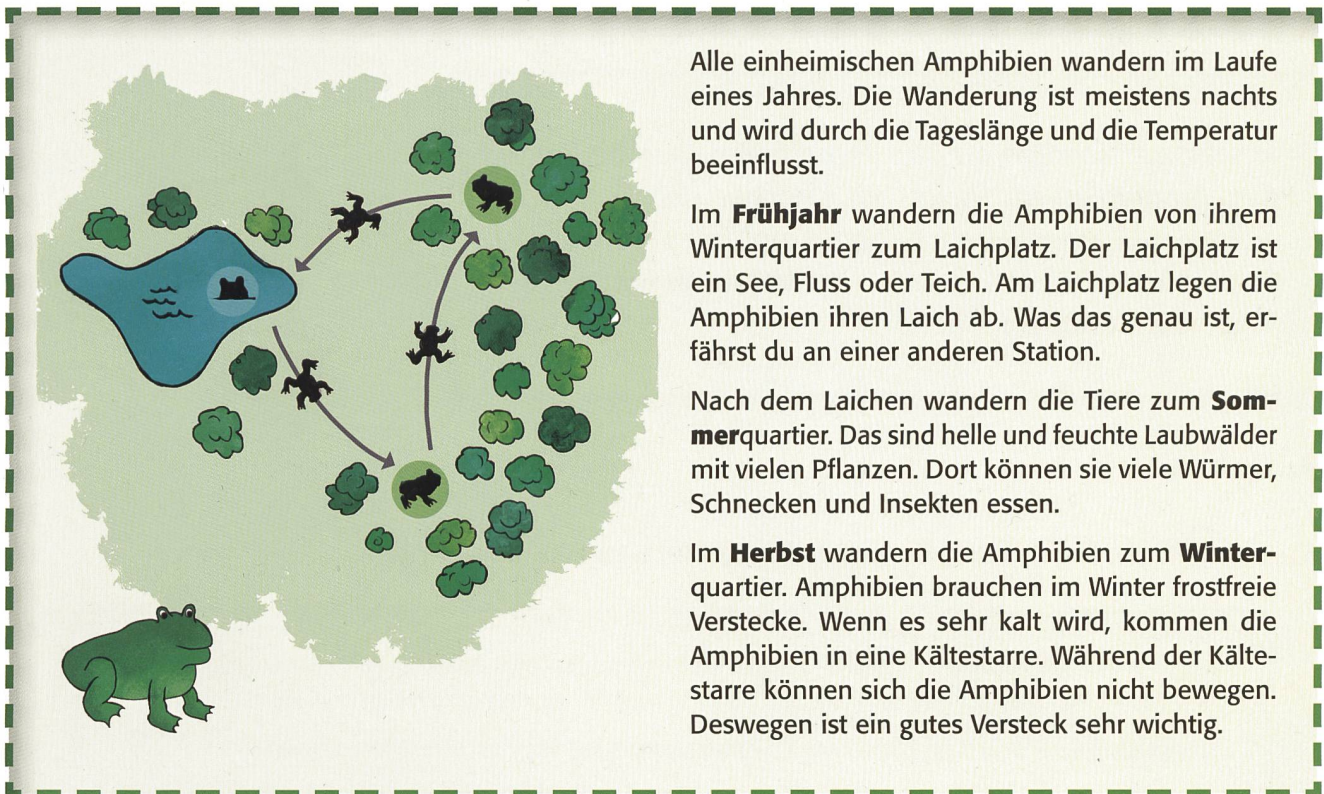 Alle einheimischen Amphibien wandern im Laufe
eines Jahres. Die Wanderung ist meistens nachts
und wird durch die Tageslänge und die Temperatur
beeinflusst.
Im Frühjahr wandern die Amphibien von ihrem
Winterquartier zum Laichplatz. Der Laichplatz ist
ein See, Fluss oder Teich. Am Laichplatz legen die
Amphibien ihren Laich ab. Was das genau ist, er-
fährst du an einer anderen Station.
Nach dem Laichen wandern die Tiere zum Som-
merquartier. Das sind helle und feuchte Laubwälder
mit vielen Pflanzen. Dort können sie viele Würmer,
Schnecken und Insekten essen.
Im Herbst wandern die Amphibien zum Winter-
quartier. Amphibien brauchen im Winter frostfreie
Verstecke. Wenn es sehr kalt wird, kommen die
Amphibien in eine Kältestarre. Während der Kälte-
starre können sich die Amphibien nicht bewegen.
Deswegen ist ein gutes Versteck sehr wichtig.